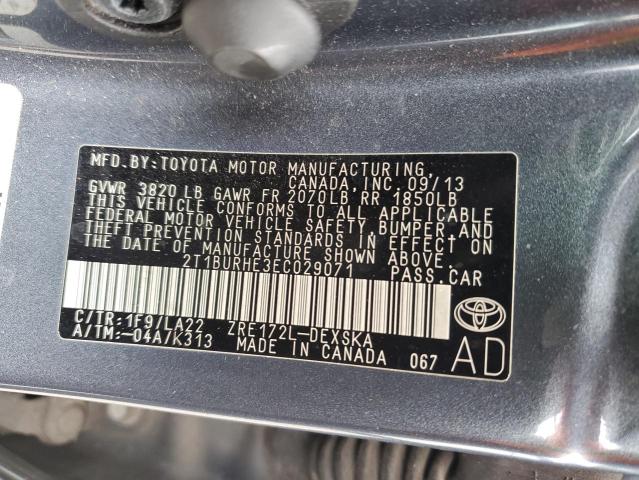 MFD.BY:TOYOTA MOTOR MANUFACTURING,
CANADA, INC. 09/13
GVWR 3820 LB GAWR FR 2070LB RR 1850LB
THIS VEHICLE CONFORMS TO ALL APPLICABLE
FEDERAL MOTOR VEHICLE SAFETY, BUMPER AND
THEFT PREVENTION STANDARDS IN EFFECT ON
THE DATE OF MANUFACTURE SHOWN ABOVE.
2T1BURHE3EC029071 PASS.CAR
C/TR:1F9/LA22 ZRE172L-DEXSKA
A/TM:-04A/K313 MADE IN CANADA 067
AD